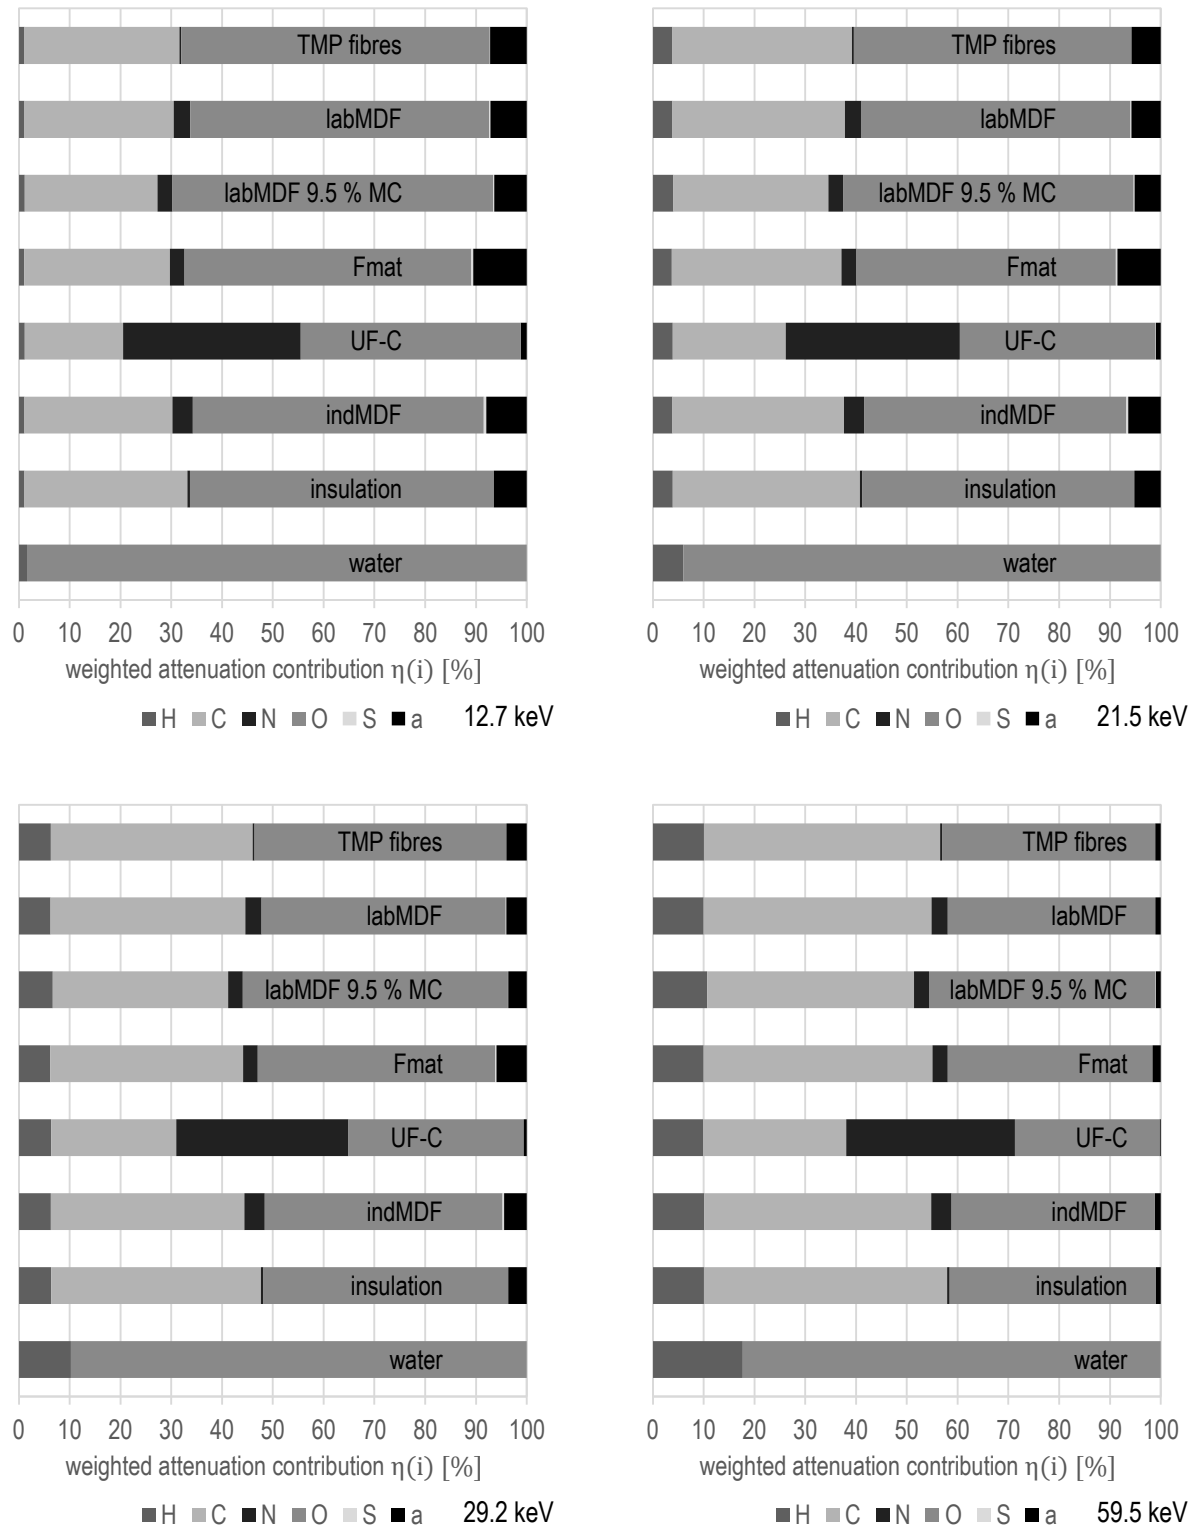 TMP fibres
labMDF
labMDF 9.5 % MC
Fmat
UF-C
indMDF
insulation
water
0 10 20 30 40 50 60 70 80 90 100
weighted attenuation contribution η(i) [%]
H C N O S a 12.7 keV
TMP fibres
labMDF
labMDF 9.5 % MC
Fmat
UF-C
indMDF
insulation
water
0 10 20 30 40 50 60 70 80 90 100
weighted attenuation contribution η(i) [%]
H C N O S a 21.5 keV
TMP fibres
labMDF
labMDF 9.5 % MC
Fmat
UF-C
indMDF
insulation
water
0 10 20 30 40 50 60 70 80 90 100
weighted attenuation contribution η(i) [%]
H C N O S a 29.2 keV
TMP fibres
labMDF
labMDF 9.5 % MC
Fmat
UF-C
indMDF
insulation
water
0 10 20 30 40 50 60 70 80 90 100
weighted attenuation contribution η(i) [%]
H C N O S a 59.5 keV